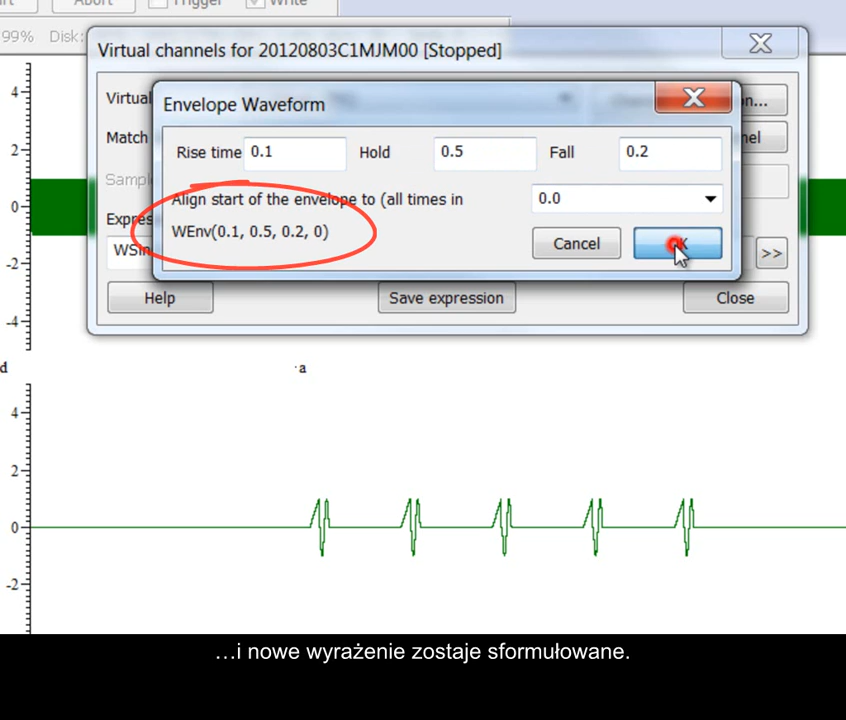 Abort
Trigger
Write
99% Disk:
Virtual channels for 20120803C1MJM00 [Stopped]
Virtual
Envelope Waveform
Rise time 0.1 Hold 0.5 Fall 0.2
Match
Align start of the envelope to (all times in 0.0
WEnv(0.1, 0.5, 0.2, 0)
Cancel
OK
>>
Help
Save expression
Close
4
2
0
-2
-4
d
a
4
2
0
-2
…i nowe wyrażenie zostaje sformułowane.